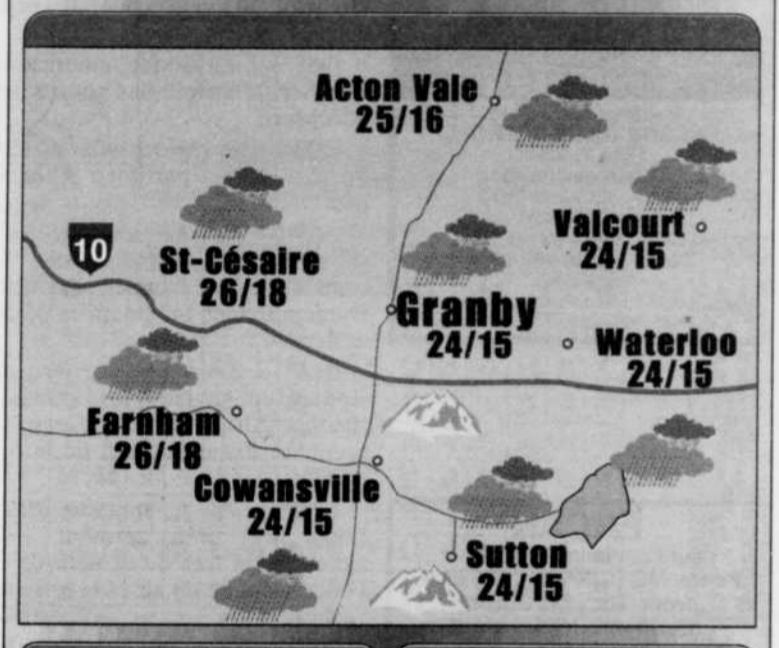 Acton Vale
25/16
Valcourt
24/15
10
St-Césaire
26/18
Granby
24/15
Waterloo
24/15
Farnham
26/18
Cowansville
24/15
Sutton
24/15